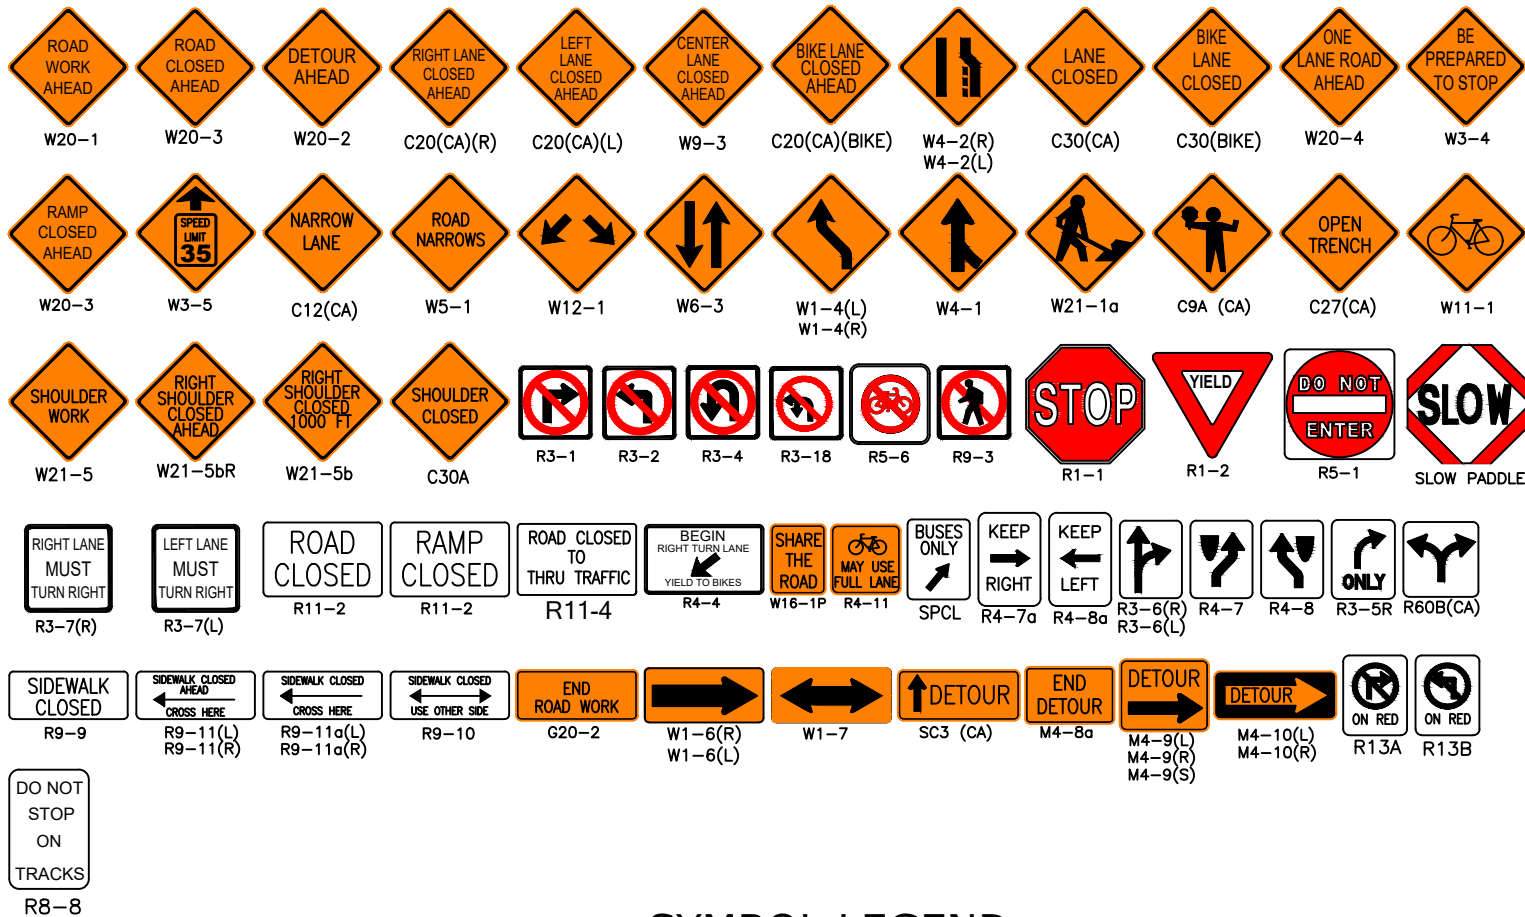 ROAD
WORK
AHEAD
W20-1
ROAD
CLOSED
AHEAD
W20-3
DETOUR
AHEAD
W20-2
RIGHT LANE
CLOSED
AHEAD
C20(CA)(R)
LEFT
LANE
CLOSED
AHEAD
C20(CA)(L)
CENTER
LANE
CLOSED
AHEAD
W9-3
BIKE LANE
CLOSED
AHEAD
C20(CA)(BIKE)
W4-2(R)
W4-2(L)
LANE
CLOSED
C30(CA)
BIKE
LANE
CLOSED
C30(BIKE)
ONE
LANE ROAD
AHEAD
W20-4
BE
PREPARED
TO STOP
W3-4
RAMP
CLOSED
AHEAD
W20-3
SPEED
LIMIT
35
W3-5
NARROW
LANE
C12(CA)
ROAD
NARROWS
W5-1
W12-1
W6-3
W1-4(L)
W1-4(R)
W4-1
W21-1a
C9A (CA)
OPEN
TRENCH
C27(CA)
W11-1
SHOULDER
WORK
W21-5
RIGHT
SHOULDER
CLOSED
AHEAD
W21-5bR
RIGHT
SHOULDER
CLOSED
1000 FT
W21-5b
SHOULDER
CLOSED
C30A
R3-1
R3-2
R3-4
R3-18
R5-6
R9-3
STOP
R1-1
YIELD
R1-2
DO NOT
ENTER
R5-1
SLOW
SLOW PADDLE
RIGHT LANE
MUST
TURN RIGHT
R3-7(R)
LEFT LANE
MUST
TURN RIGHT
R3-7(L)
ROAD
CLOSED
R11-2
RAMP
CLOSED
R11-2
ROAD CLOSED
TO
THRU TRAFFIC
R11-4
BEGIN
RIGHT TURN LANE
YIELD TO BIKES
R4-4
SHARE
THE
ROAD
W16-1P
MAY USE
FULL LANE
R4-11
BUSES
ONLY
SPCL
KEEP
RIGHT
R4-7a
KEEP
LEFT
R4-8a
R3-6(R)
R3-6(L)
R4-7
R4-8
ONLY
R3-5R
R60B(CA)
SIDEWALK
CLOSED
R9-9
SIDEWALK CLOSED
AHEAD
CROSS HERE
R9-11(L)
R9-11(R)
SIDEWALK CLOSED
CROSS HERE
R9-11a(L)
R9-11a(R)
SIDEWALK CLOSED
USE OTHER SIDE
R9-10
END
ROAD WORK
G20-2
W1-6(R)
W1-6(L)
W1-7
DETOUR
SC3 (CA)
END
DETOUR
M4-8a
DETOUR
M4-9(L)
M4-9(R)
M4-9(S)
DETOUR
M4-10(L)
M4-10(R)
ON RED
R13A
ON RED
R13B
DO NOT
STOP
ON
TRACKS
R8-8
SYMBOL LEGEND